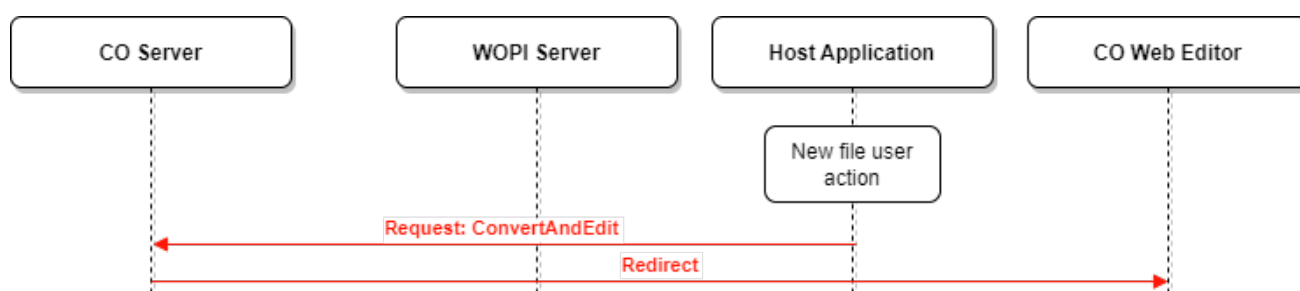 CO Server
WOPI Server
Host Application
CO Web Editor
New file user
action
Request: ConvertAndEdit
Redirect